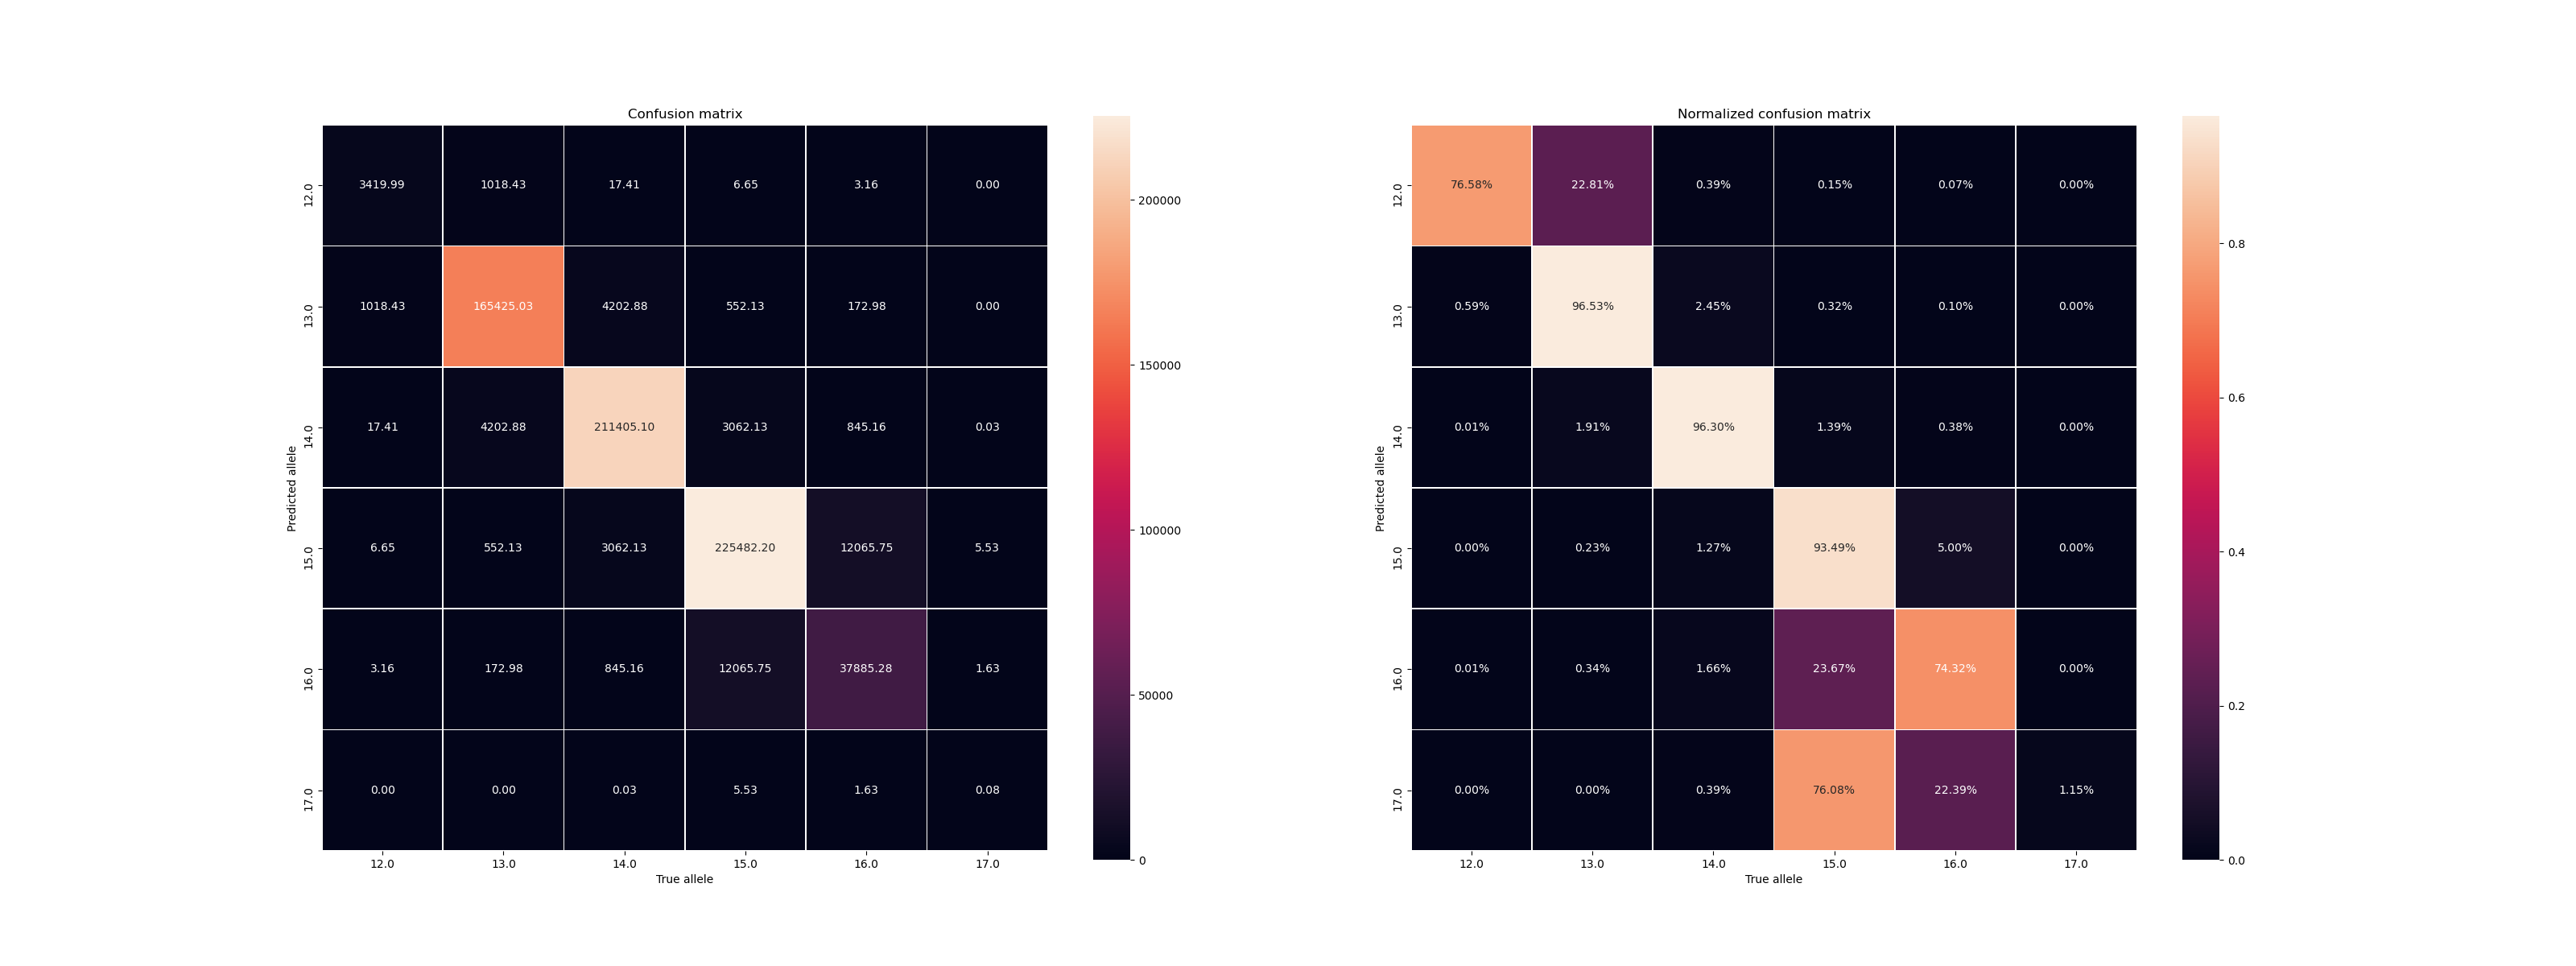 Confusion matrix
12.0 3419.99 1018.43 17.41 6.65 3.16 0.00
13.0 1018.43 165425.03 4202.88 552.13 172.98 0.00
14.0 17.41 4202.88 211405.10 3062.13 845.16 0.03
15.0 6.65 552.13 3062.13 225482.20 12065.75 5.53
16.0 3.16 172.98 845.16 12065.75 37885.28 1.63
17.0 0.00 0.00 0.03 5.53 1.63 0.08
12.0 13.0 14.0 15.0 16.0 17.0
Predicted allele
True allele
200000
150000
100000
50000
0
Normalized confusion matrix
12.0 76.58% 22.81% 0.39% 0.15% 0.07% 0.00%
13.0 0.59% 96.53% 2.45% 0.32% 0.10% 0.00%
14.0 0.01% 1.91% 96.30% 1.39% 0.38% 0.00%
15.0 0.00% 0.23% 1.27% 93.49% 5.00% 0.00%
16.0 0.01% 0.34% 1.66% 23.67% 74.32% 0.00%
17.0 0.00% 0.00% 0.39% 76.08% 22.39% 1.15%
12.0 13.0 14.0 15.0 16.0 17.0
Predicted allele
True allele
0.8
0.6
0.4
0.2
0.0